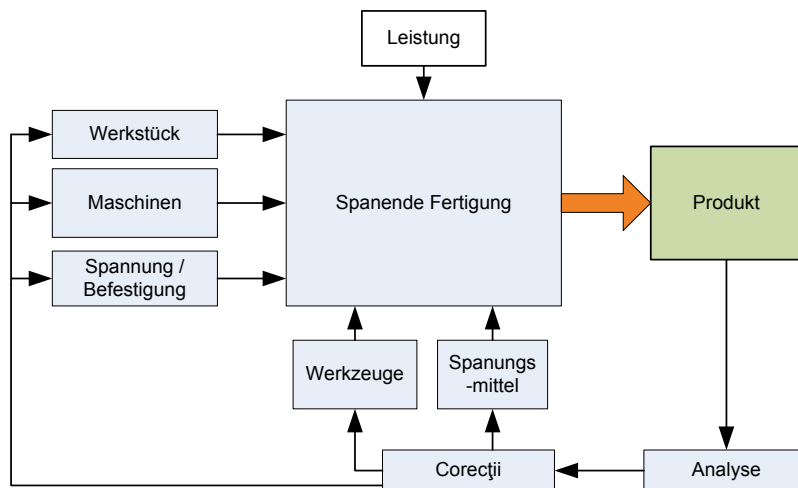 Leistung
Werkstück
Maschinen
Spannung /
Befestigung
Spanende Fertigung
Produkt
Werkzeuge
Spanungs
-mittel
Corecţii
Analyse